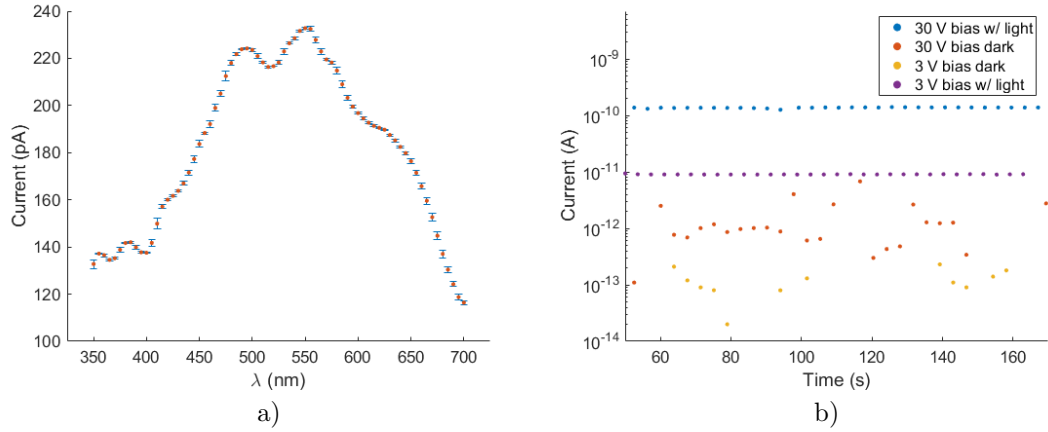 240
220
200
180
160
140
120
100
Current (pA)
350 400 450 500 550 600 650 700
λ (nm)
a)
30 V bias w/ light
30 V bias dark
3 V bias dark
3 V bias w/ light
10⁻⁹
10⁻¹⁰
10⁻¹¹
10⁻¹²
10⁻¹³
10⁻¹⁴
Current (A)
60 80 100 120 140 160
Time (s)
b)